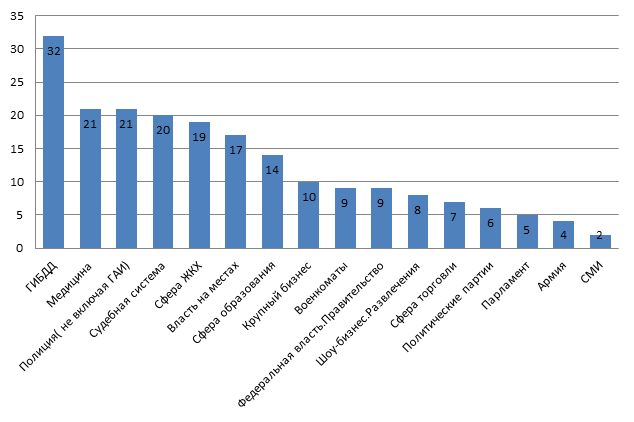 35
30
25
20
15
10
5
0
32
21
21
20
19
17
14
10
9
9
8
7
6
5
4
2
ГИБДД
Медицина
Полиция( не включая ГАИ)
Судебная система
Сфера ЖКХ
Власть на местах
Сфера образования
Крупный бизнес
Военкоматы
Федеральная власть.Правительство
Шоу-бизнес.Развлечения
Сфера торговли
Политические партии
Парламент
Армия
СМИ